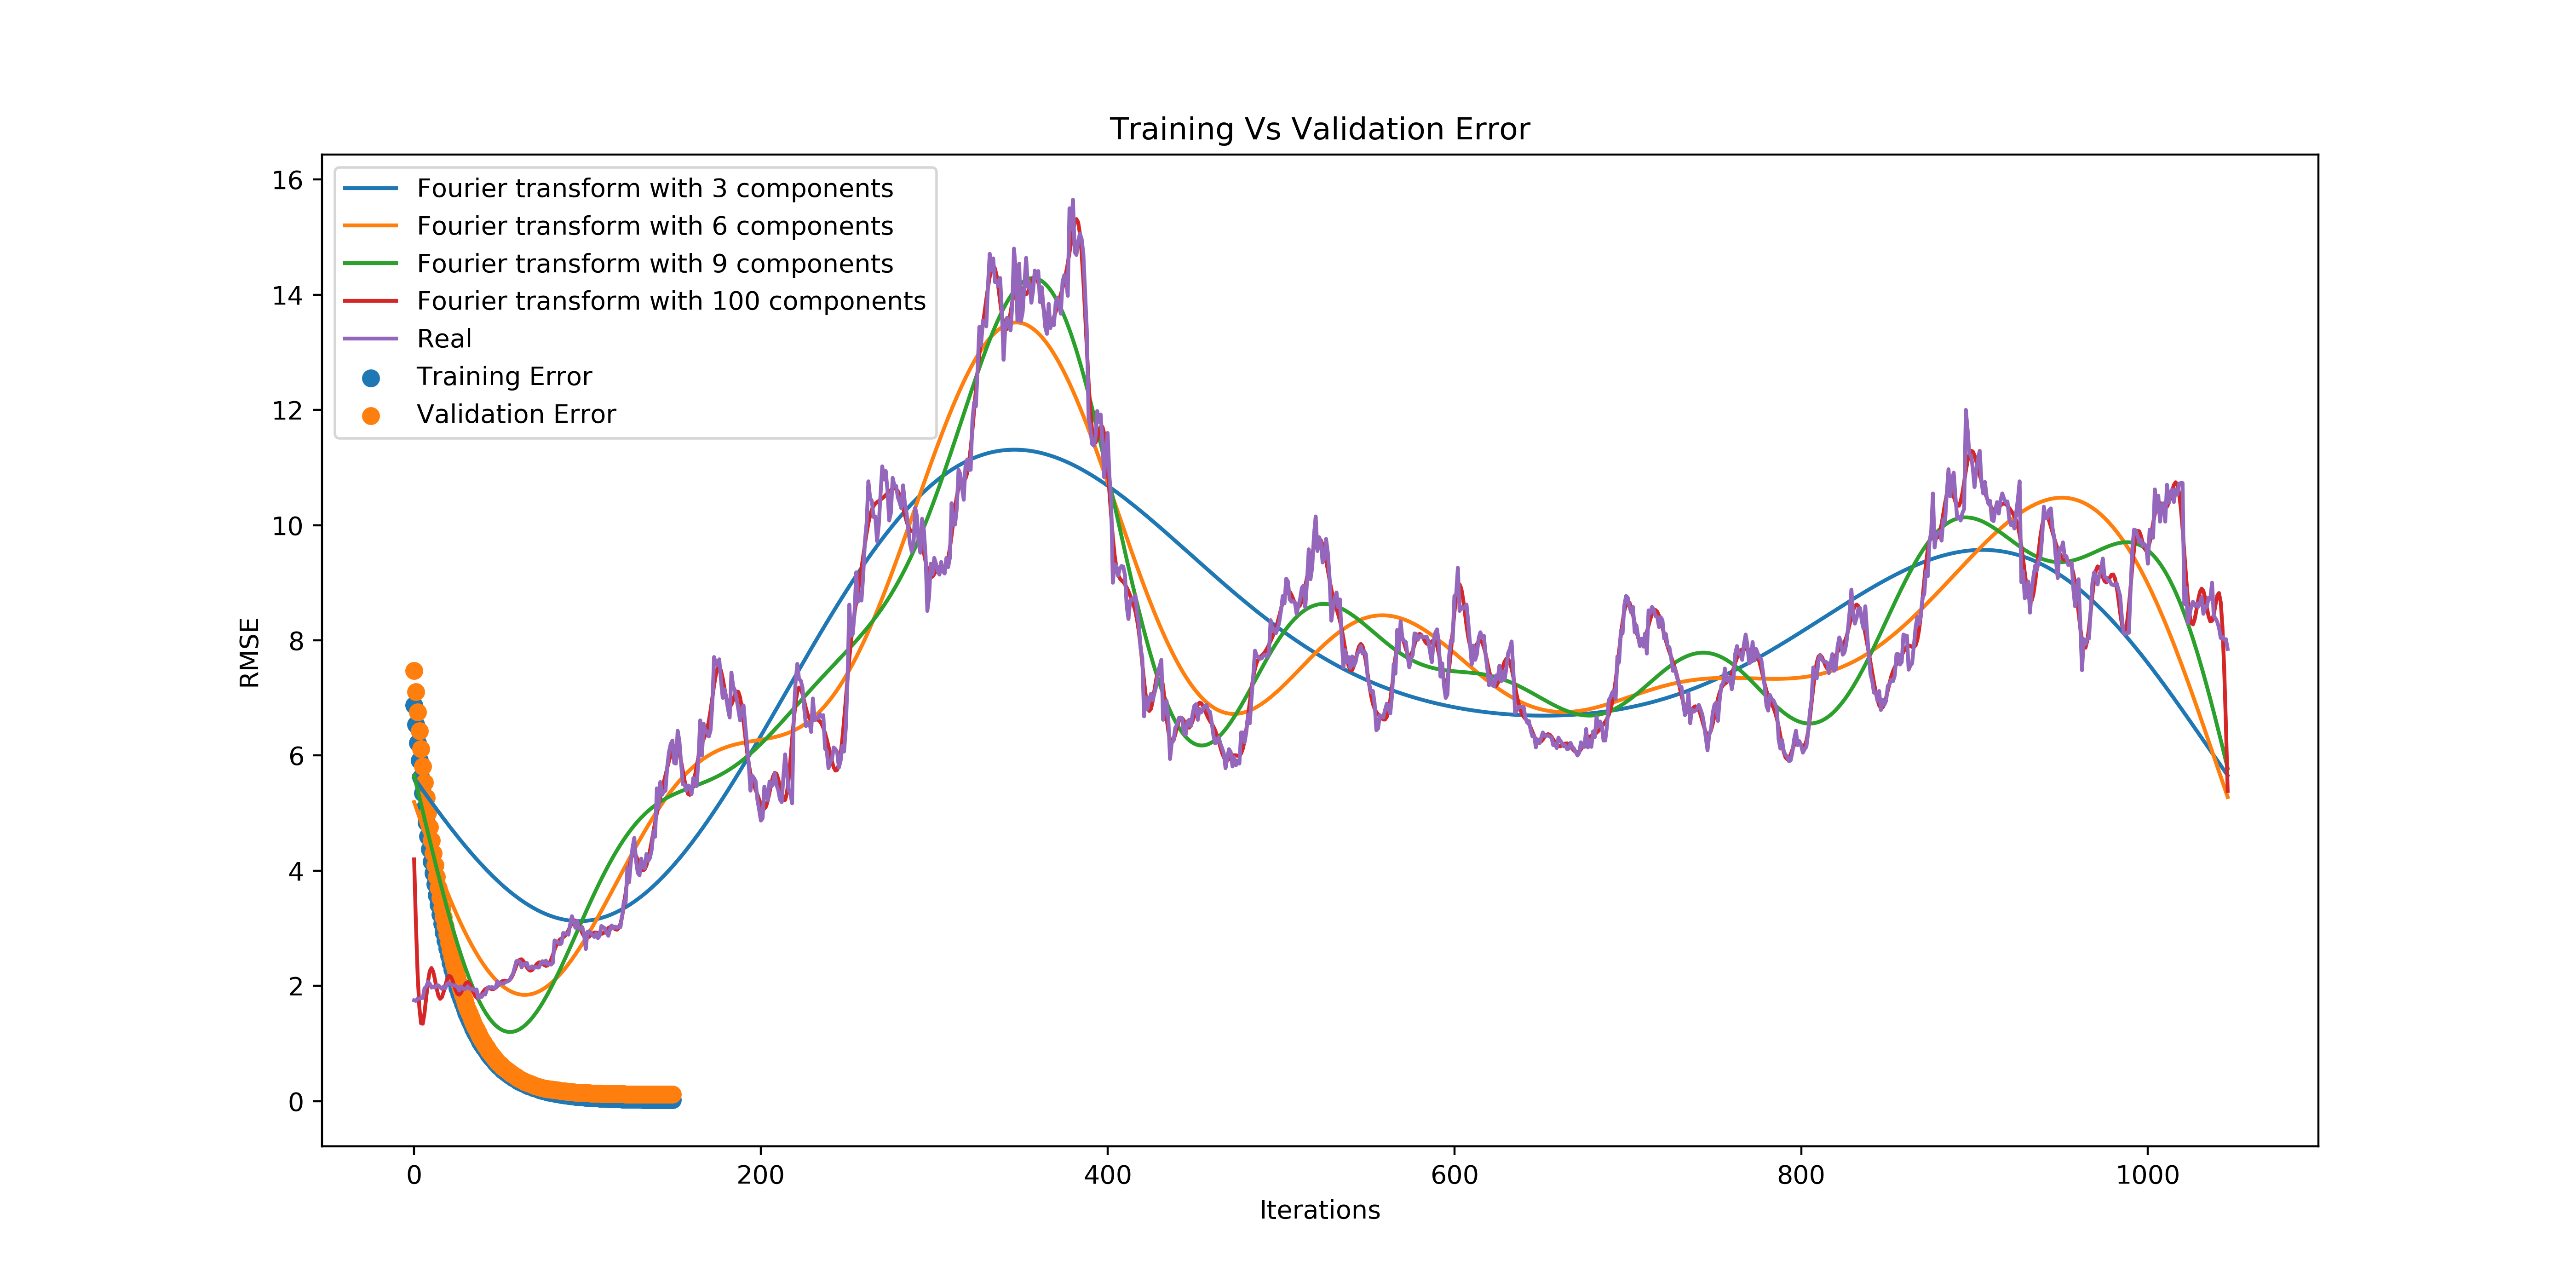 Training Vs Validation Error
16
14
12
10
8
6
4
2
0
RMSE
Fourier transform with 3 components
Fourier transform with 6 components
Fourier transform with 9 components
Fourier transform with 100 components
Real
Training Error
Validation Error
0 200 400 600 800 1000
Iterations